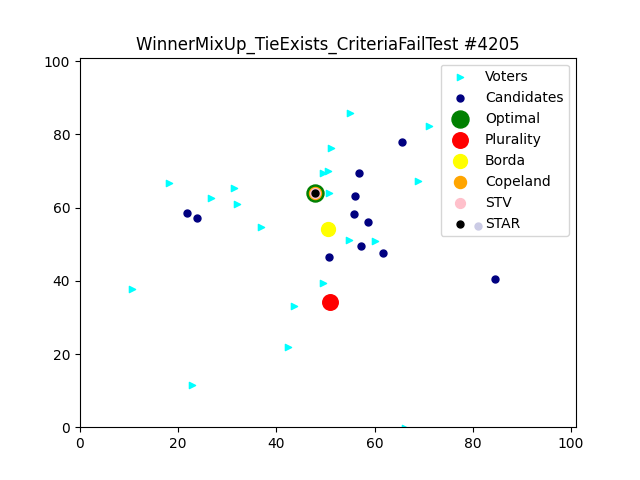 WinnerMixUp_TieExists_CriteriaFailTest #4205
100
80
60
40
20
0
0
20
40
60
80
100
Voters
Candidates
Optimal
Plurality
Borda
Copeland
STV
STAR